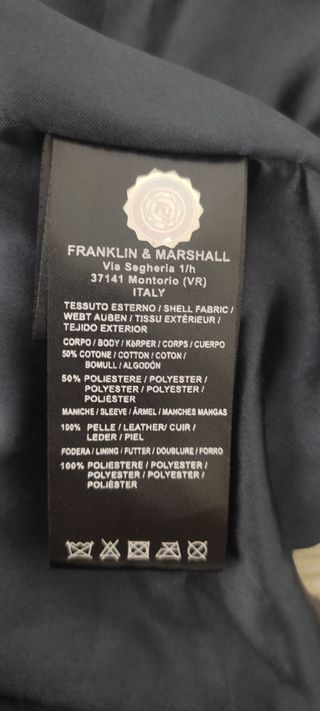 FRANKLIN & MARSHALL
Via Segheria 1/h
37141 Montorio (VR)
ITALY
TESSUTO ESTERNO / SHELL FABRIC /
WEBT AUBEN / TISSU EXTÈRIEUR /
TEJIDO EXTERIOR
CORPO / BODY / KöRPER / CORPS / CUERPO
50% COTONE / COTTON / COTON /
BOMULL / ALGODÓN
50% POLIESTERE / POLYESTER /
POLYESTER / POLYESTER /
POLIÉSTER
MANICHE / SLEEVE / ÄRMEL / MANCHES MANGAS
100% PELLE / LEATHER/ CUIR /
LEDER / PIEL
FODERA / LINING / FUTTER / DOUBLURE / FORRO
100% POLIESTERE / POLYESTER /
POLYESTER / POLYESTER /
POLIÉSTER